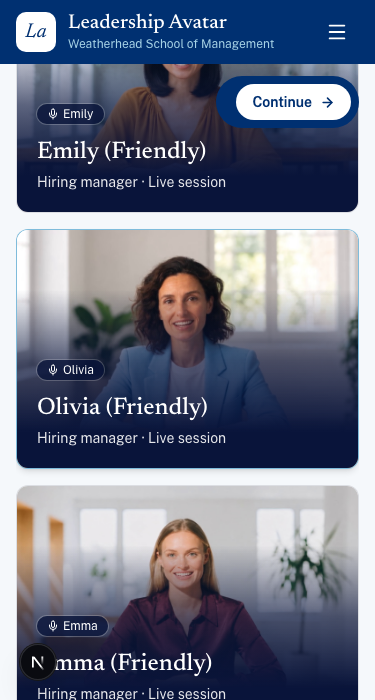 La
Leadership Avatar
Weatherhead School of Management
Continue →
Emily
Emily (Friendly)
Hiring manager · Live session
Olivia
Olivia (Friendly)
Hiring manager · Live session
Emma
N
mma (Friendly)
Hiring manager · Live session